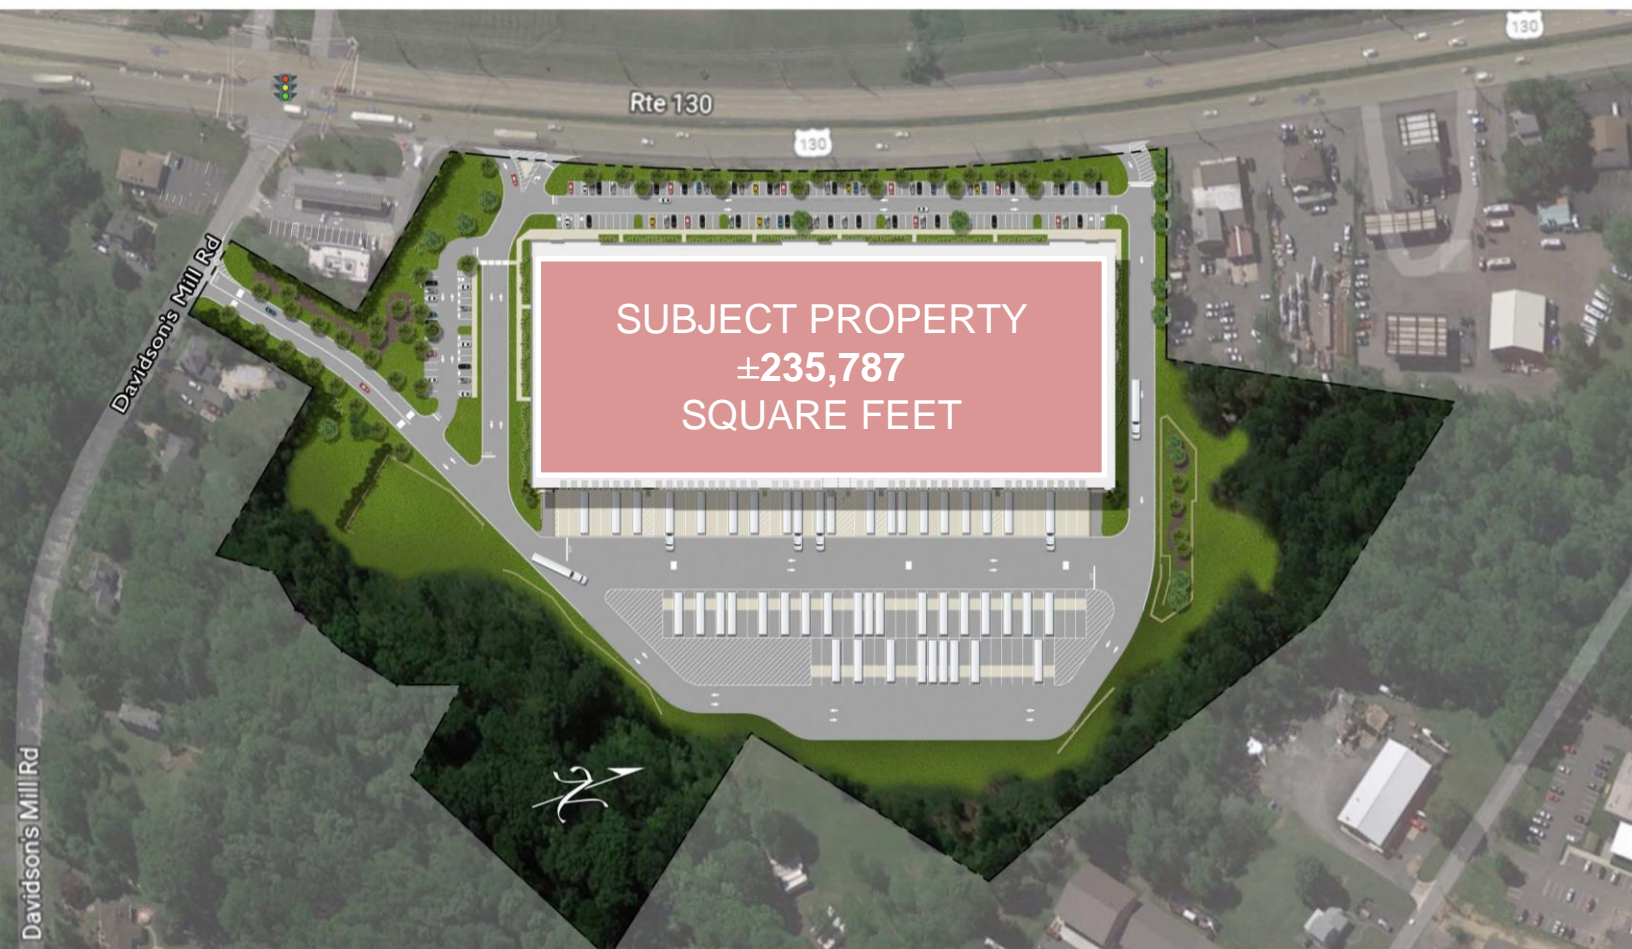 130
Rte 130
130
Davidson's Mill Rd
SUBJECT PROPERTY
±235,787
SQUARE FEET
N
Davidson's Mill Rd